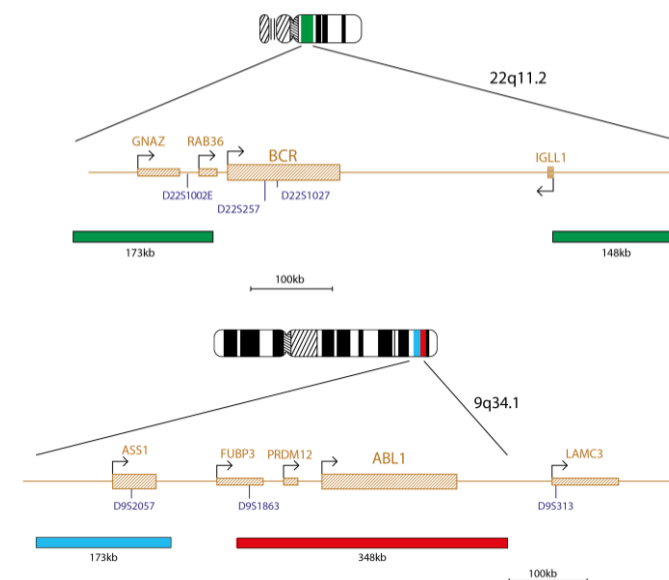 22q11.2
GNAZ RAB36 BCR IGLL1
D22S1002E D22S1027
D22S257
173kb 148kb
100kb
9q34.1
ASS1 FUBP3 PRDM12 ABL1 LAMC3
D9S2057 D9S1863 D9S313
173kb 348kb
100kb